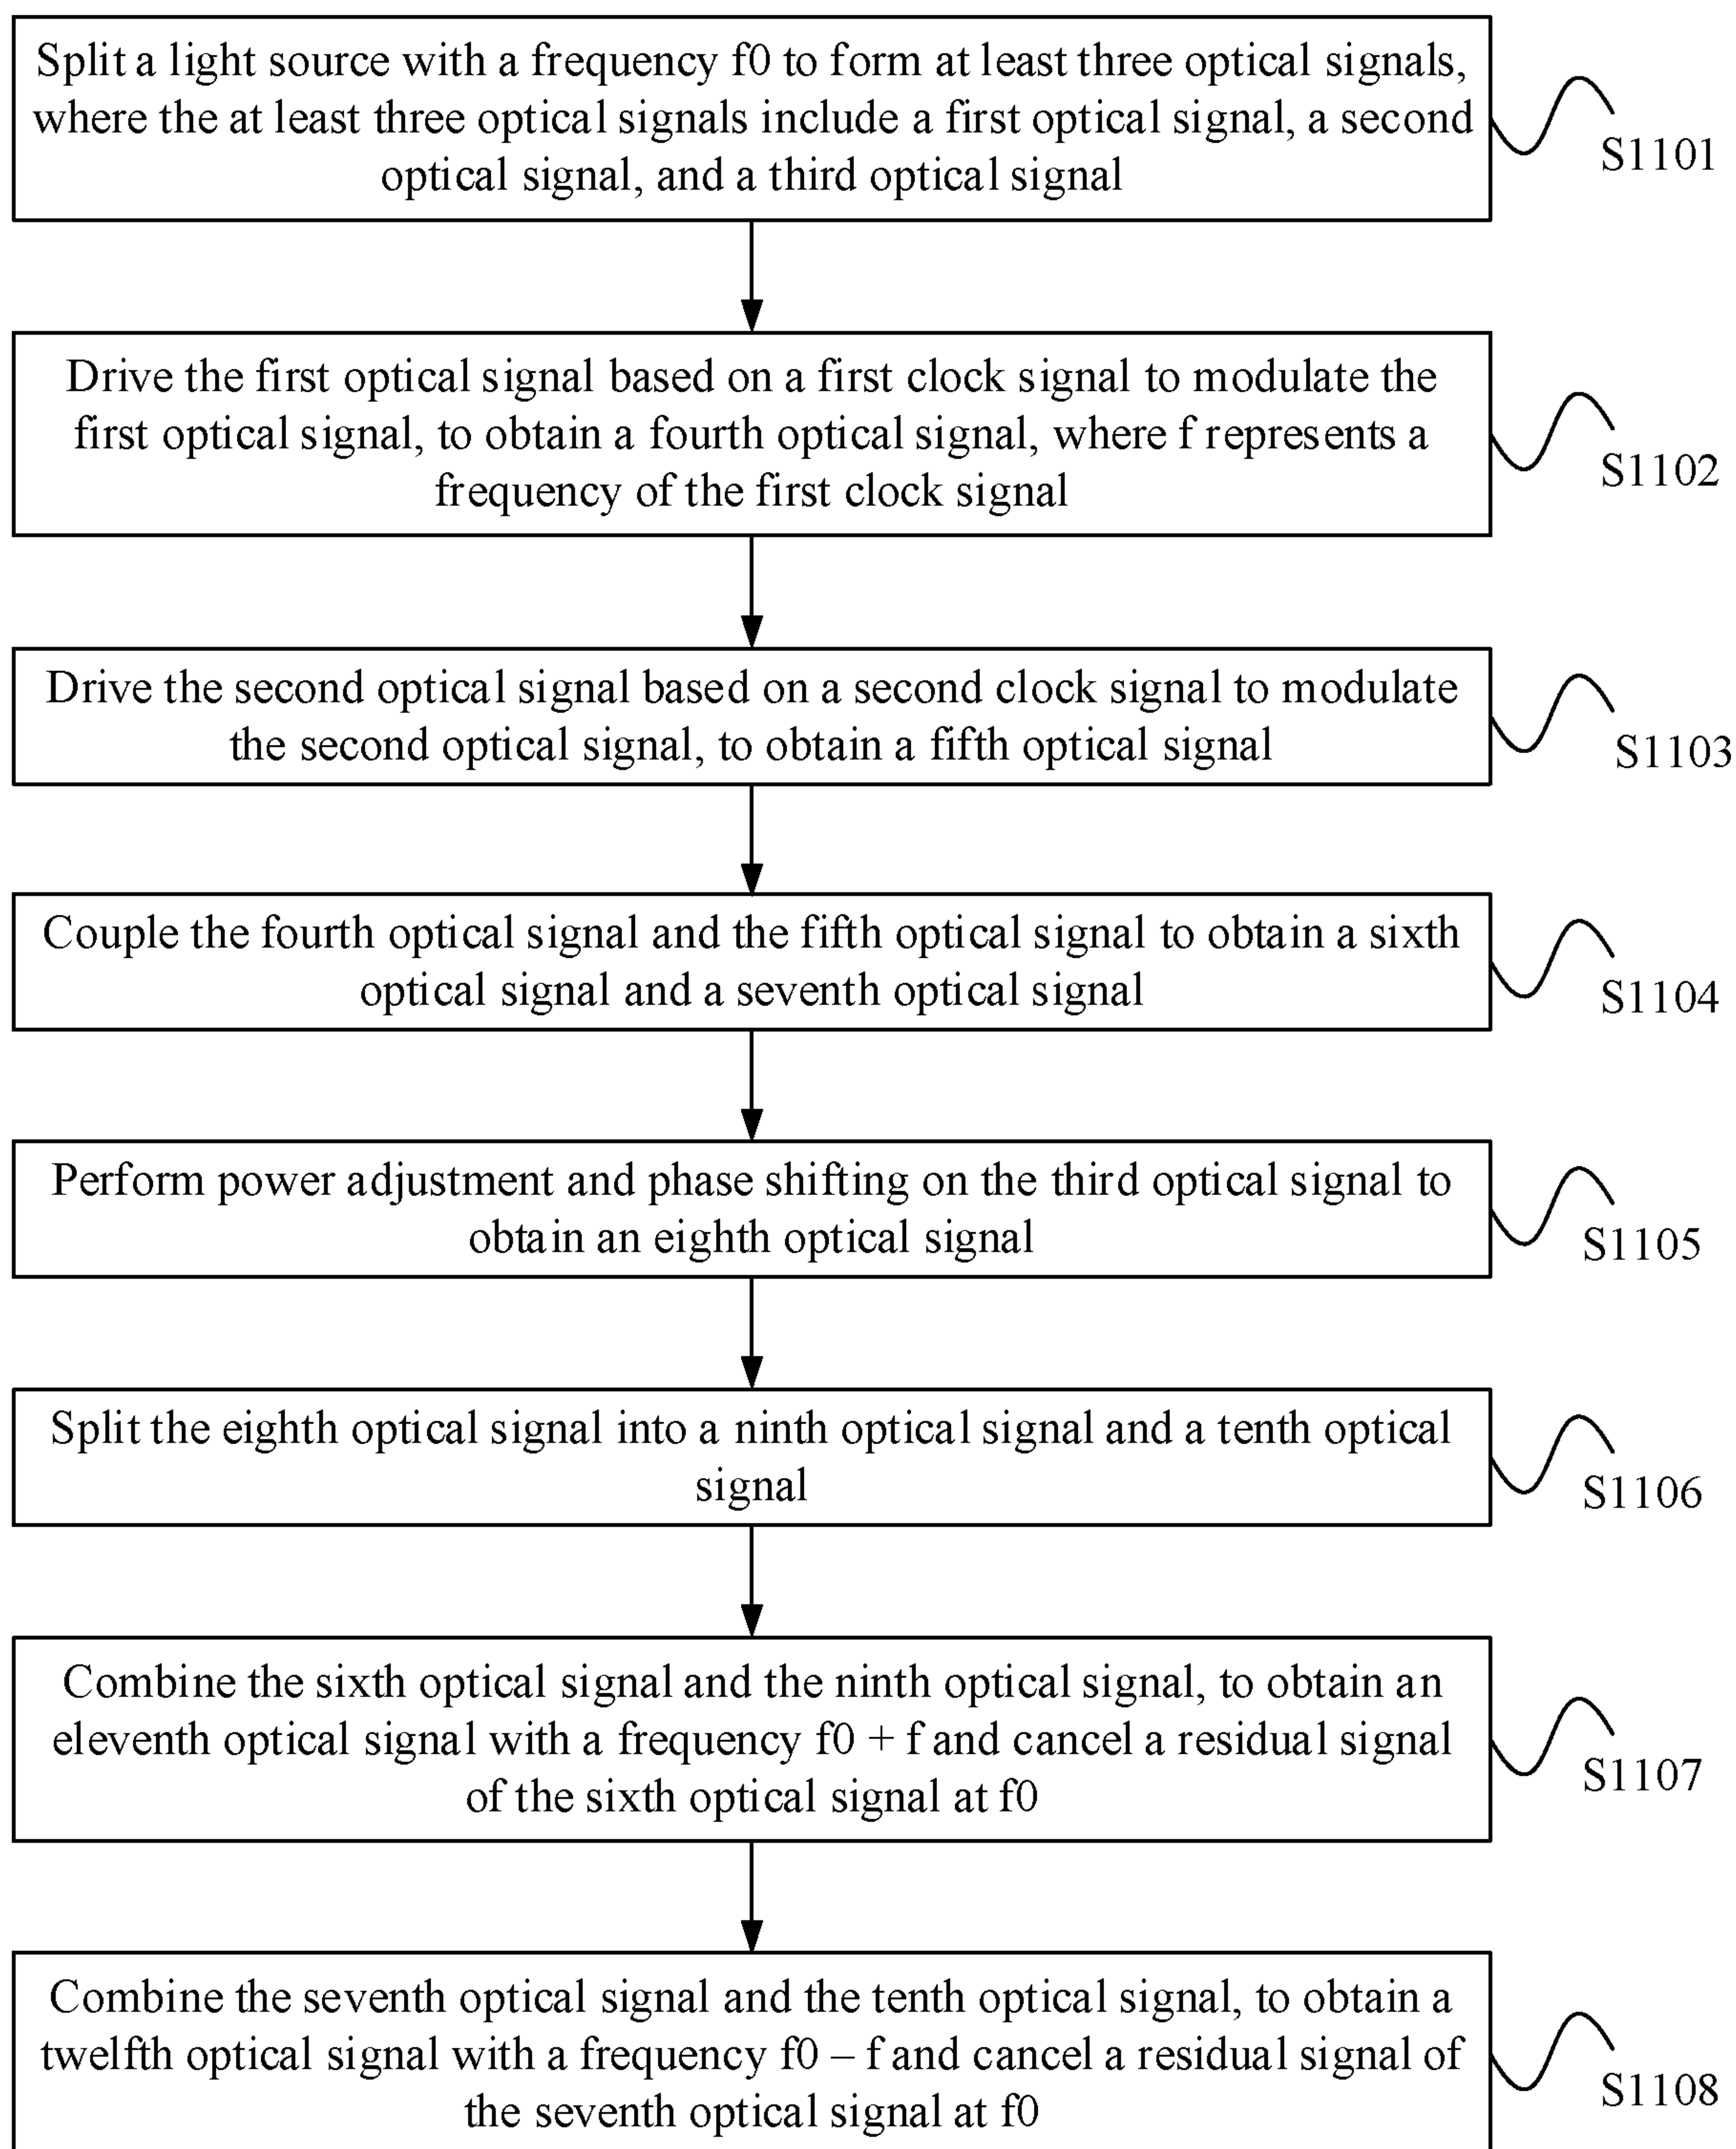 Split a light source with a frequency f0 to form at least three optical signals,
where the at least three optical signals include a first optical signal, a second
optical signal, and a third optical signal
S1101
Drive the first optical signal based on a first clock signal to modulate the
first optical signal, to obtain a fourth optical signal, where f represents a
frequency of the first clock signal
S1102
Drive the second optical signal based on a second clock signal to modulate
the second optical signal, to obtain a fifth optical signal
S1103
Couple the fourth optical signal and the fifth optical signal to obtain a sixth
optical signal and a seventh optical signal
S1104
Perform power adjustment and phase shifting on the third optical signal to
obtain an eighth optical signal
S1105
Split the eighth optical signal into a ninth optical signal and a tenth optical
signal
S1106
Combine the sixth optical signal and the ninth optical signal, to obtain an
eleventh optical signal with a frequency f0 + f and cancel a residual signal
of the sixth optical signal at f0
S1107
Combine the seventh optical signal and the tenth optical signal, to obtain a
twelfth optical signal with a frequency f0 – f and cancel a residual signal of
the seventh optical signal at f0
S1108